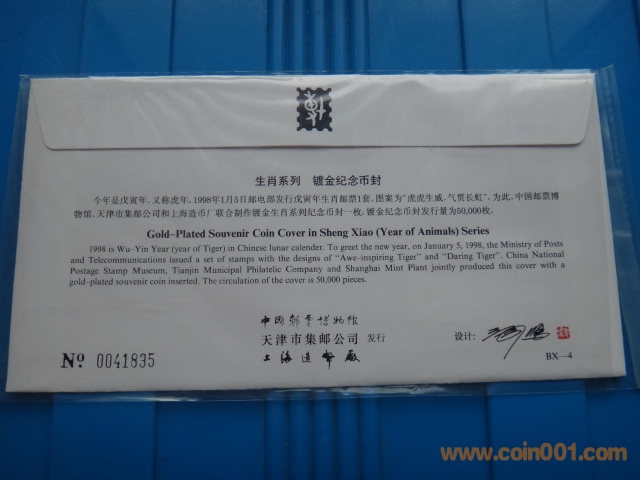 生肖系列 镀金纪念币封
今年是戊寅年,又称虎年,1998年1月5日邮电部发行戊寅年生肖邮票1套,图案为“虎虎生威、气贯长虹”。为此,中国邮票博
物馆、天津市集邮公司和上海造币厂联合制作镀金生肖系列纪念币封一枚,镀金纪念币封发行量为50,000枚。
Gold-Plated Souvenir Coin Cover in Sheng Xiao (Year of Animals) Series
1998 is Wu-Yin Year (year of Tiger) in Chinese lunar calender. To greet the new year, on January 5, 1998, the Ministry of Posts
and Telecommunications issued a set of stamps with the designs of "Awe-inspiring Tiger" and "Daring Tiger". China National
Postage Stamp Museum, Tianjin Municipal Philatelic Company and Shanghai Mint Plant jointly produced this cover with a
gold-plated souvenir coin inserted. The circulation of the cover is 50,000 pieces.
中国邮票博物馆
天津市集邮公司 发行
上海造币廠
设计:
№ 0041835
BX—4
www.coin001.com